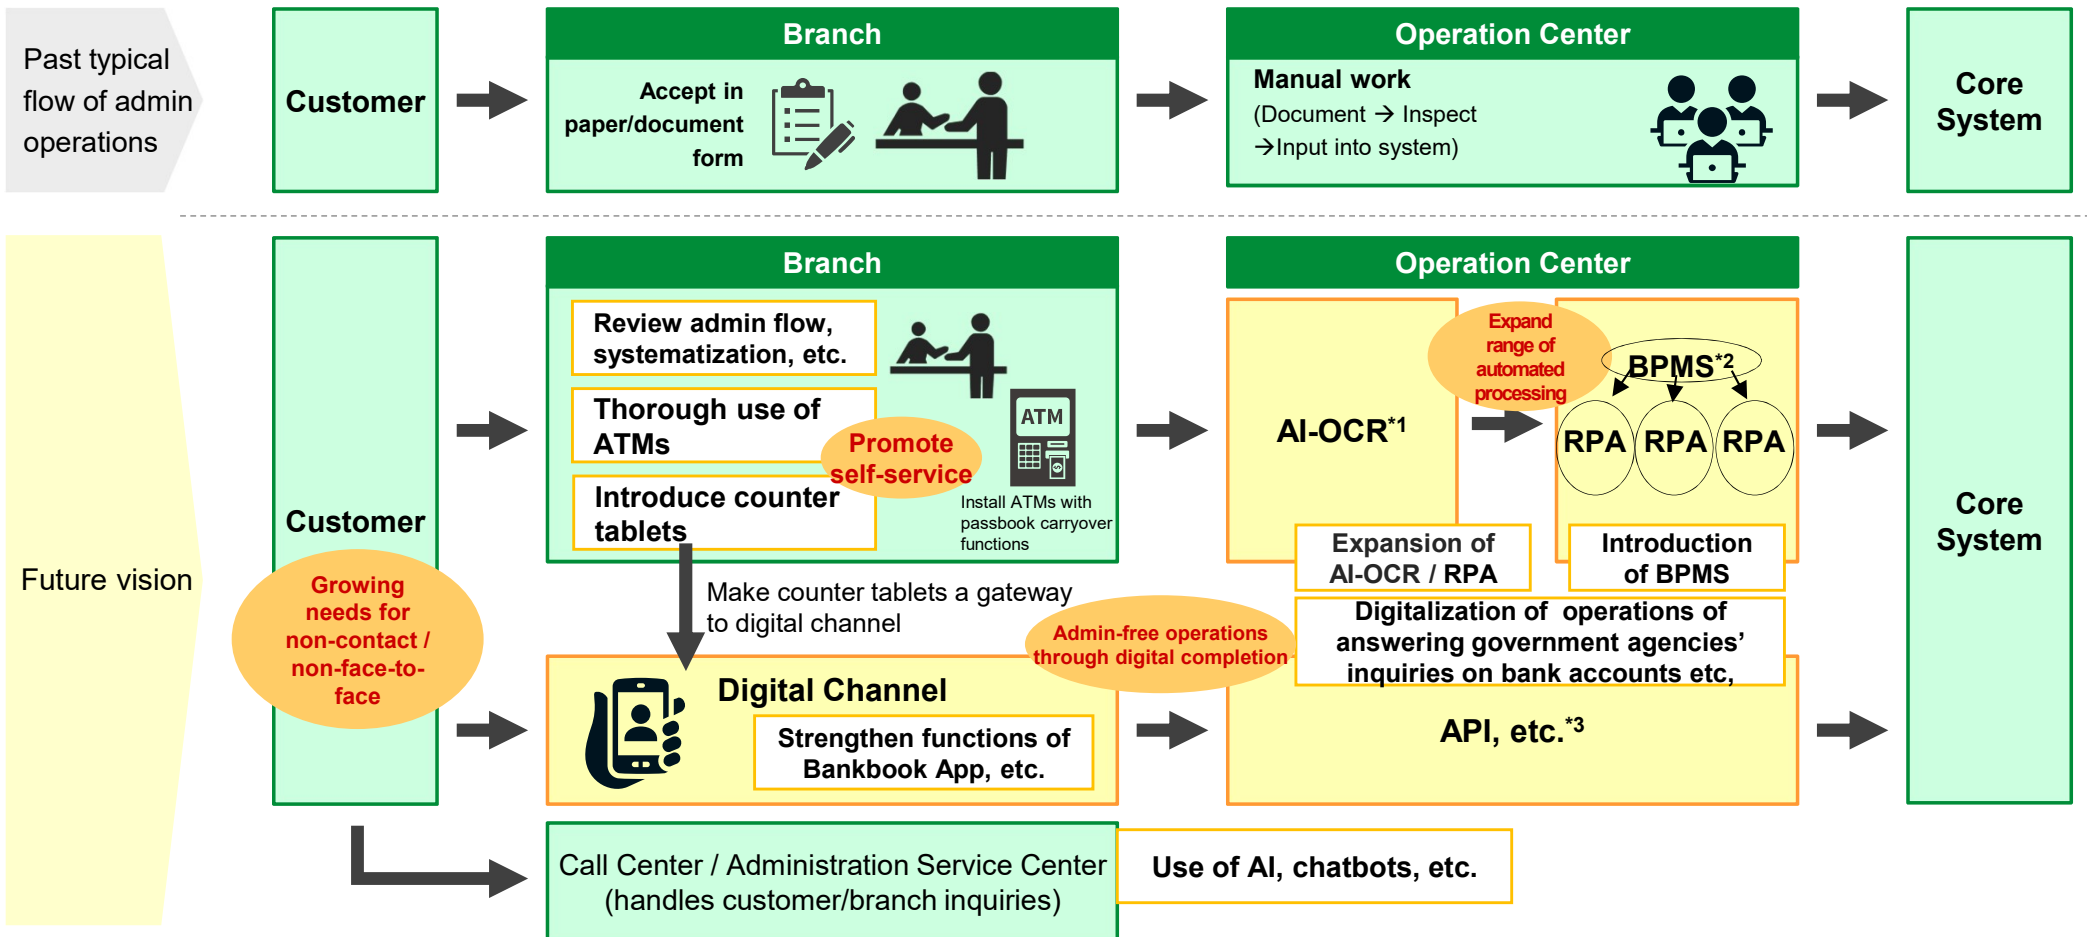 Past typical
flow of admin
operations
Customer
Branch
Accept in
paper/document
form
Operation Center
Manual work
(Document → Inspect
→Input into system)
Core
System
Future vision
Customer
Growing
needs for
non-contact /
non-face-to-
face
Branch
Review admin flow,
systematization, etc.
Thorough use of
ATMs
Promote
self-service
Introduce counter
tablets
ATM
Install ATMs with
passbook carryover
functions
Make counter tablets a gateway
to digital channel
Digital Channel
Strengthen functions of
Bankbook App, etc.
Admin-free operations
through digital completion
Operation Center
AI-OCR*1
Expand
range of
automated
processing
BPMS*2
RPA RPA RPA
Expansion of
AI-OCR / RPA
Introduction
of BPMS
Digitalization of operations of
answering government agencies’
inquiries on bank accounts etc,
API, etc.*3
Core
System
Call Center / Administration Service Center
(handles customer/branch inquiries)
Use of AI, chatbots, etc.